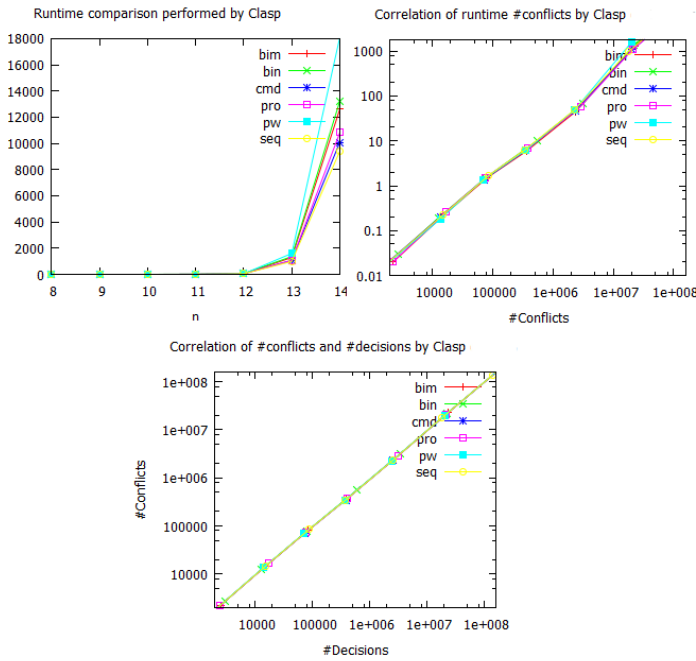 Runtime comparison performed by Clasp
18000
16000
14000
12000
10000
8000
6000
4000
2000
0
bim
bin
cmd
pro
pw
seq
8 9 10 11 12 13 14
n
Correlation of runtime #conflicts by Clasp
1000
100
10
1
0.1
0.01
bim
bin
cmd
pro
pw
seq
10000 100000 1e+006 1e+007 1e+008
#Conflicts
Correlation of #conflicts and #decisions by Clasp
#Conflicts
1e+008
1e+007
1e+006
100000
10000
bim
bin
cmd
pro
pw
seq
10000 100000 1e+006 1e+007 1e+008
#Decisions